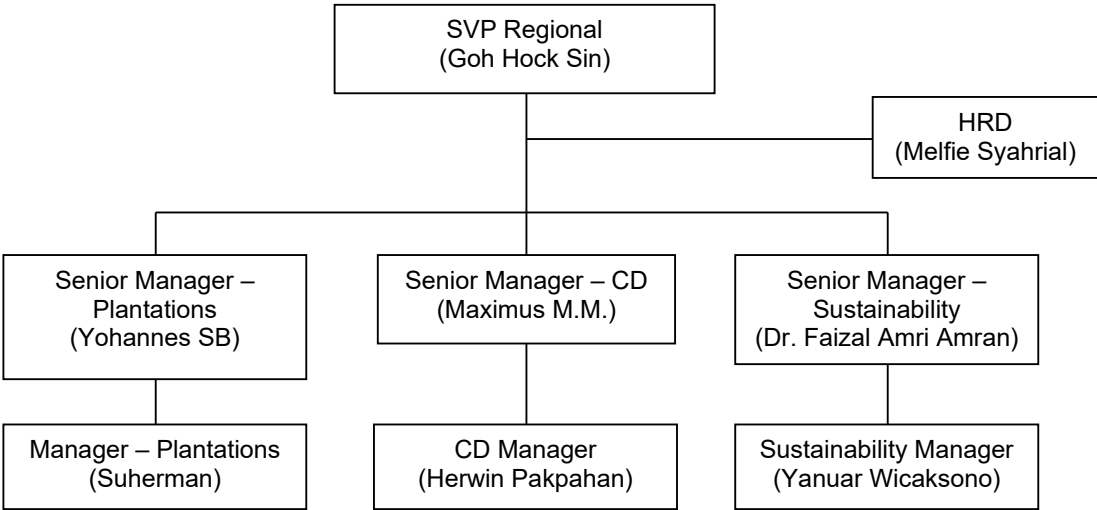 SVP Regional
(Goh Hock Sin)
HRD
(Melfie Syahrial)
Senior Manager –
Plantations
(Yohannes SB)
Senior Manager – CD
(Maximus M.M.)
Senior Manager –
Sustainability
(Dr. Faizal Amri Amran)
Manager – Plantations
(Suherman)
CD Manager
(Herwin Pakpahan)
Sustainability Manager
(Yanuar Wicaksono)